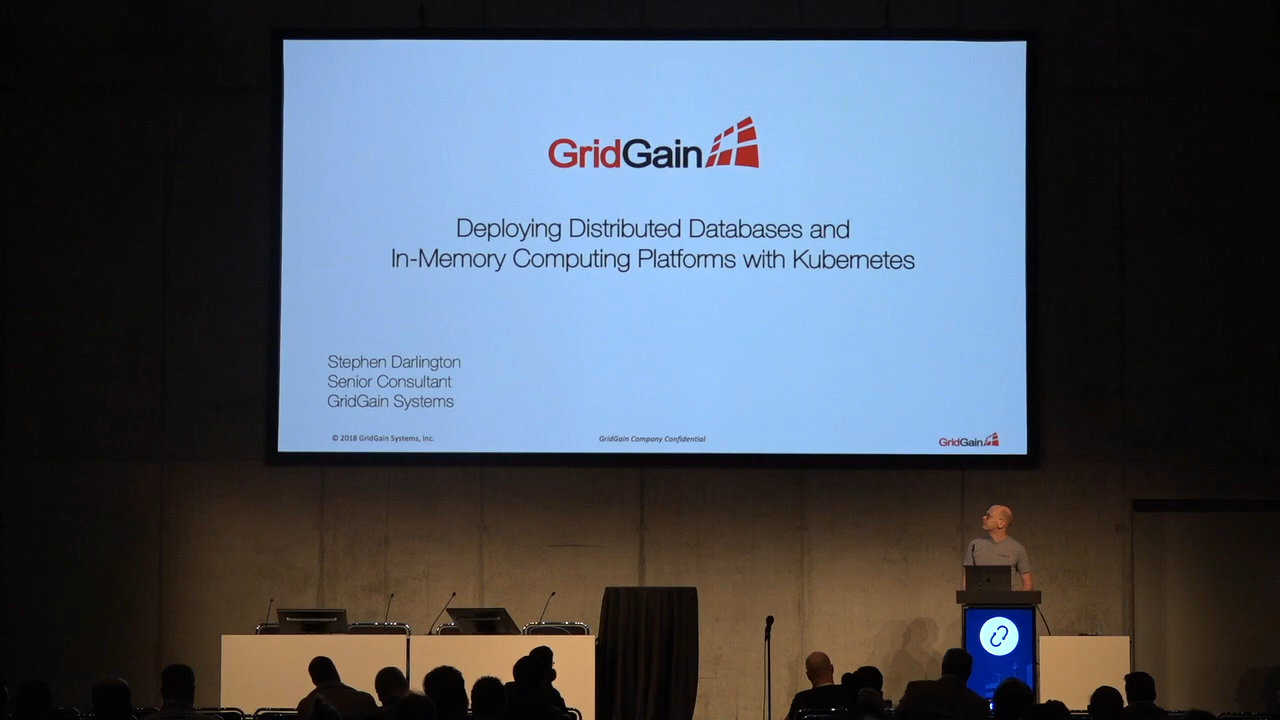 GridGain
Deploying Distributed Databases and
In-Memory Computing Platforms with Kubernetes
Stephen Darlington
Senior Consultant
GridGain Systems
© 2018 GridGain Systems, Inc.
GridGain Company Confidential
GridGain